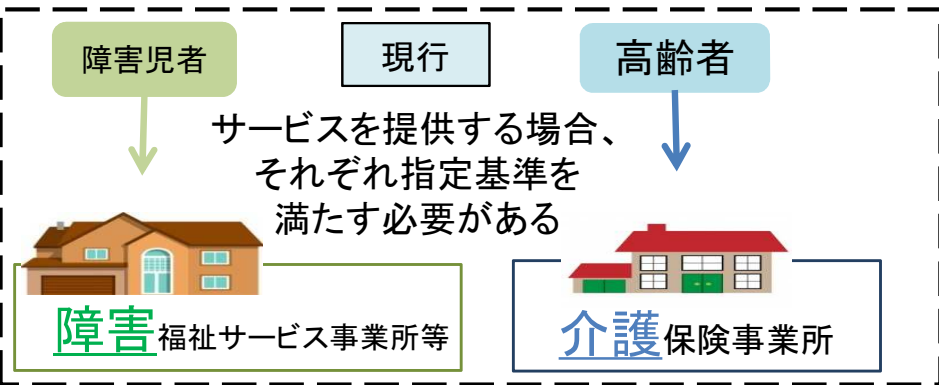 障害児者
現行
高齢者
サービスを提供する場合、
それぞれ指定基準を
満たす必要がある
障害福祉サービス事業所等
介護保険事業所